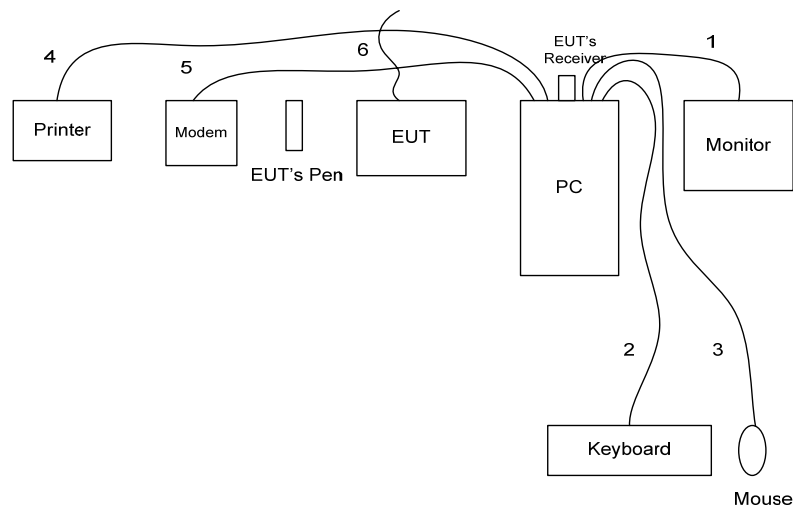 4
5
6
EUT's
Receiver
1
Printer
Modem
EUT's Pen
EUT
PC
Monitor
2
3
Keyboard
Mouse